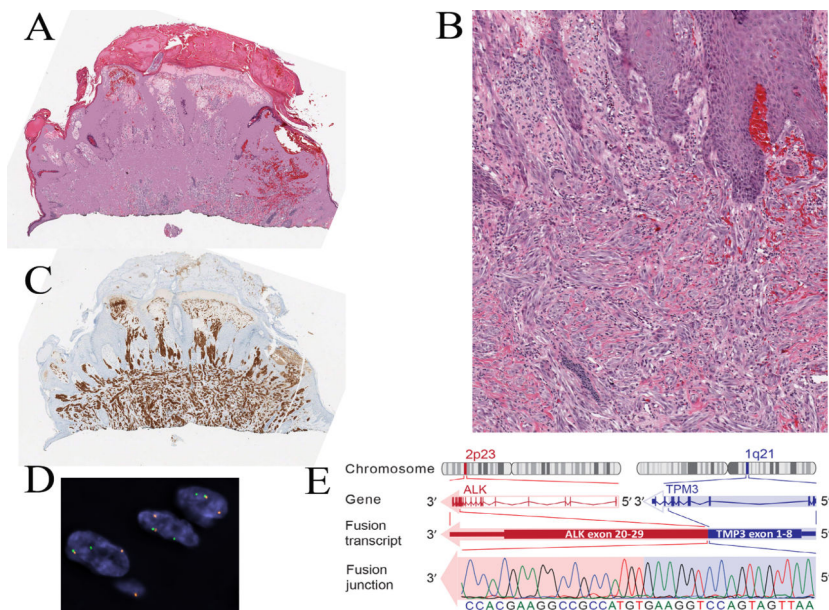 A
B
C
D
E
2p23
1q21
Chromosome
ALK
TPM3
Gene 3' 5' 3' 5'
Fusion transcript 3' ALK exon 20-29 TMP3 exon 1-8 5'
Fusion junction 3' 5'
CCACGAAGGCCGCCATGTGAAGGTCCAGTAGTTAA